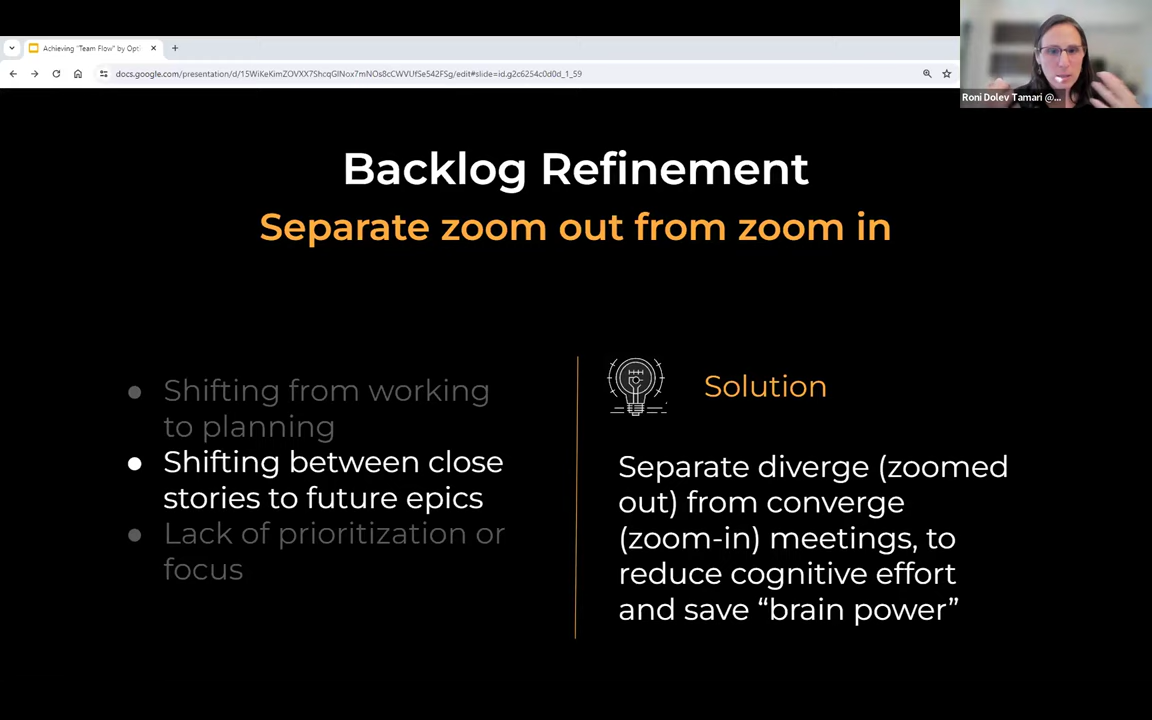 Achieving "Team Flow" by Opti
docs.google.com/presentation/d/15WiKeKimZOVXX7ShcqGlNox7mNOs8cCWVUfSe542FSg/edit#slide=id.g2c6254c0d0d_1_59
Roni Dolev Tamari @...
Backlog Refinement
Separate zoom out from zoom in
● Shifting from working
to planning
● Shifting between close
stories to future epics
● Lack of prioritization or
focus
Solution
Separate diverge (zoomed
out) from converge
(zoom-in) meetings, to
reduce cognitive effort
and save “brain power”